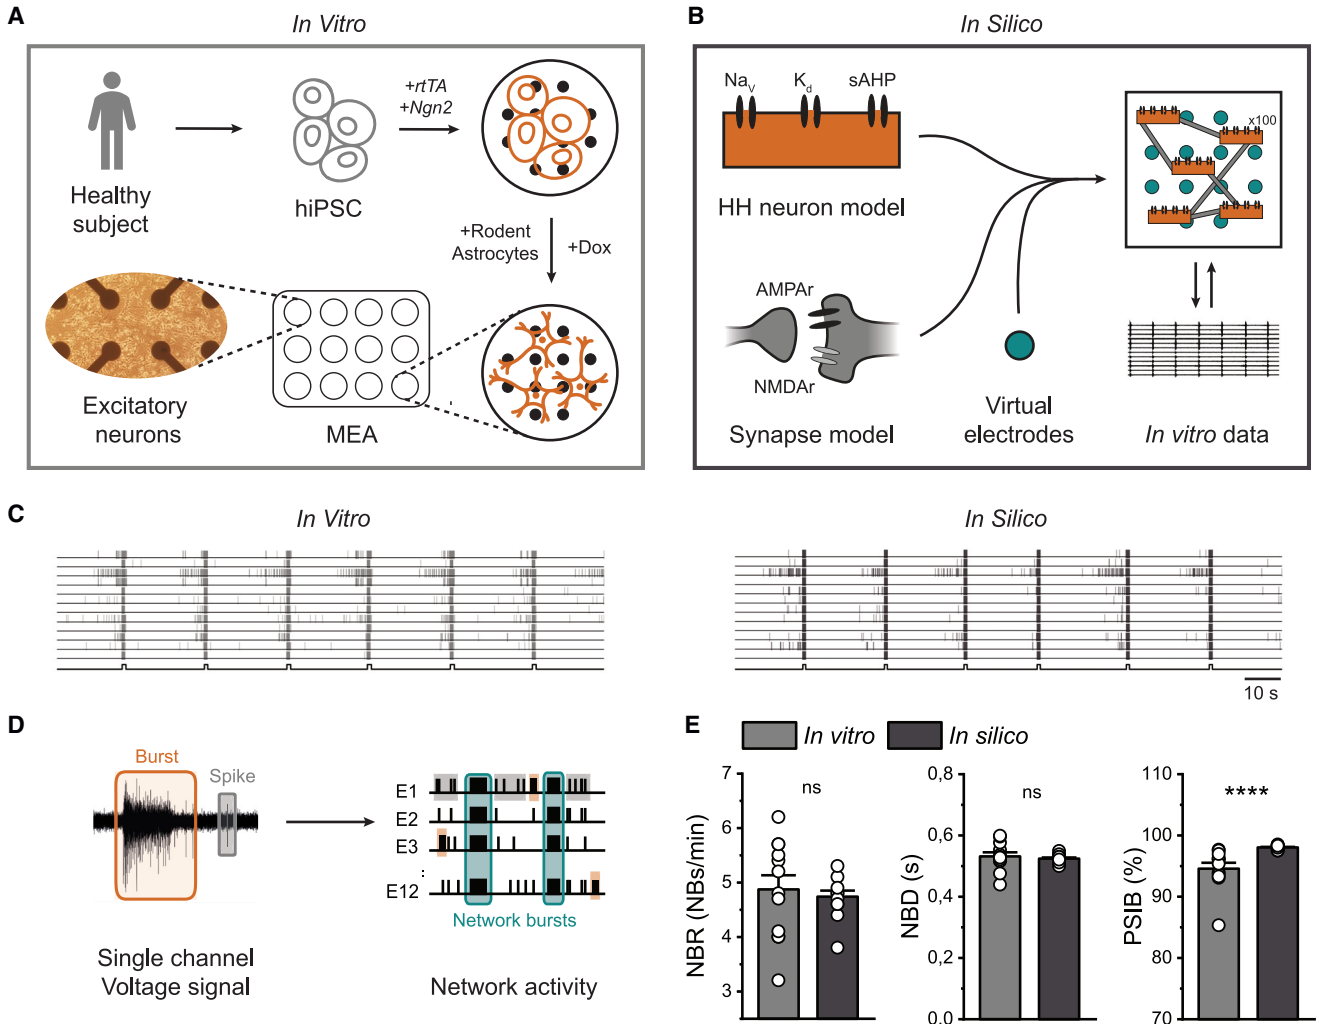 A
In Vitro
Healthy
subject
hiPSC
+rtTA
+Ngn2
+Rodent
Astrocytes
+Dox
Excitatory
neurons
MEA
B
In Silico
Nav
Kd
sAHP
HH neuron model
x100
AMPAr
NMDAr
Synapse model
Virtual
electrodes
In vitro data
C
In Vitro
In Silico
10 s
D
Burst
Spike
Single channel
Voltage signal
E1
E2
E3
:
E12
Network bursts
Network activity
E
In vitro
In silico
NBR (NBs/min)
7
6
5
4
3
ns
NBD (s)
0,8
0,6
0,4
0,2
0,0
ns
PSIB (%)
110
100
90
80
70
****